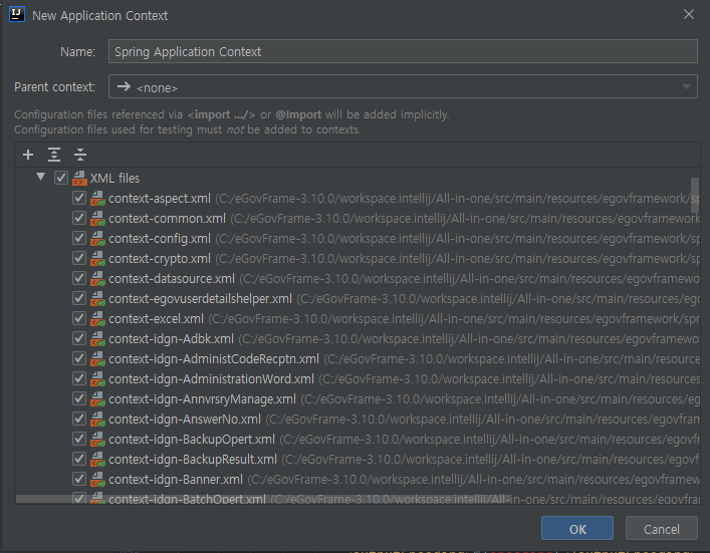 New Application Context
Name: Spring Application Context
Parent context: <none>
Configuration files referenced via <import .../> or @Import will be added implicitly.
Configuration files used for testing must not be added to contexts.
XML files
context-aspect.xml (C:/eGovFrame-3.10.0/workspace.intellij/All-in-one/src/main/resources/egovframework/sp
context-common.xml (C:/eGovFrame-3.10.0/workspace.intellij/All-in-one/src/main/resources/egovframework
context-config.xml (C:/eGovFrame-3.10.0/workspace.intellij/All-in-one/src/main/resources/egovframework/sp
context-crypto.xml (C:/eGovFrame-3.10.0/workspace.intellij/All-in-one/src/main/resources/egovframework/sp
context-datasource.xml (C:/eGovFrame-3.10.0/workspace.intellij/All-in-one/src/main/resources/egovframewo
context-egovuserdetailshelper.xml (C:/eGovFrame-3.10.0/workspace.intellij/All-in-one/src/main/resources/ego
context-excel.xml (C:/eGovFrame-3.10.0/workspace.intellij/All-in-one/src/main/resources/egovframework/spr
context-idgn-Adbk.xml (C:/eGovFrame-3.10.0/workspace.intellij/All-in-one/src/main/resources/egovframewor
context-idgn-AdministCodeRecptn.xml (C:/eGovFrame-3.10.0/workspace.intellij/All-in-one/src/main/resource
context-idgn-AdministrationWord.xml (C:/eGovFrame-3.10.0/workspace.intellij/All-in-one/src/main/resources
context-idgn-AnnvrsryManage.xml (C:/eGovFrame-3.10.0/workspace.intellij/All-in-one/src/main/resources/eg
context-idgn-AnswerNo.xml (C:/eGovFrame-3.10.0/workspace.intellij/All-in-one/src/main/resources/egovfram
context-idgn-BackupOpert.xml (C:/eGovFrame-3.10.0/workspace.intellij/All-in-one/src/main/resources/egovf
context-idgn-BackupResult.xml (C:/eGovFrame-3.10.0/workspace.intellij/All-in-one/src/main/resources/egovf
context-idgn-Banner.xml (C:/eGovFrame-3.10.0/workspace.intellij/All-in-one/src/main/resources/egovframew
context-idgn-BatchOpert.xml (C:/eGovFrame-3.10.0/workspace.intellij/All-in-one/src/main/resources/egovfra
OK Cancel